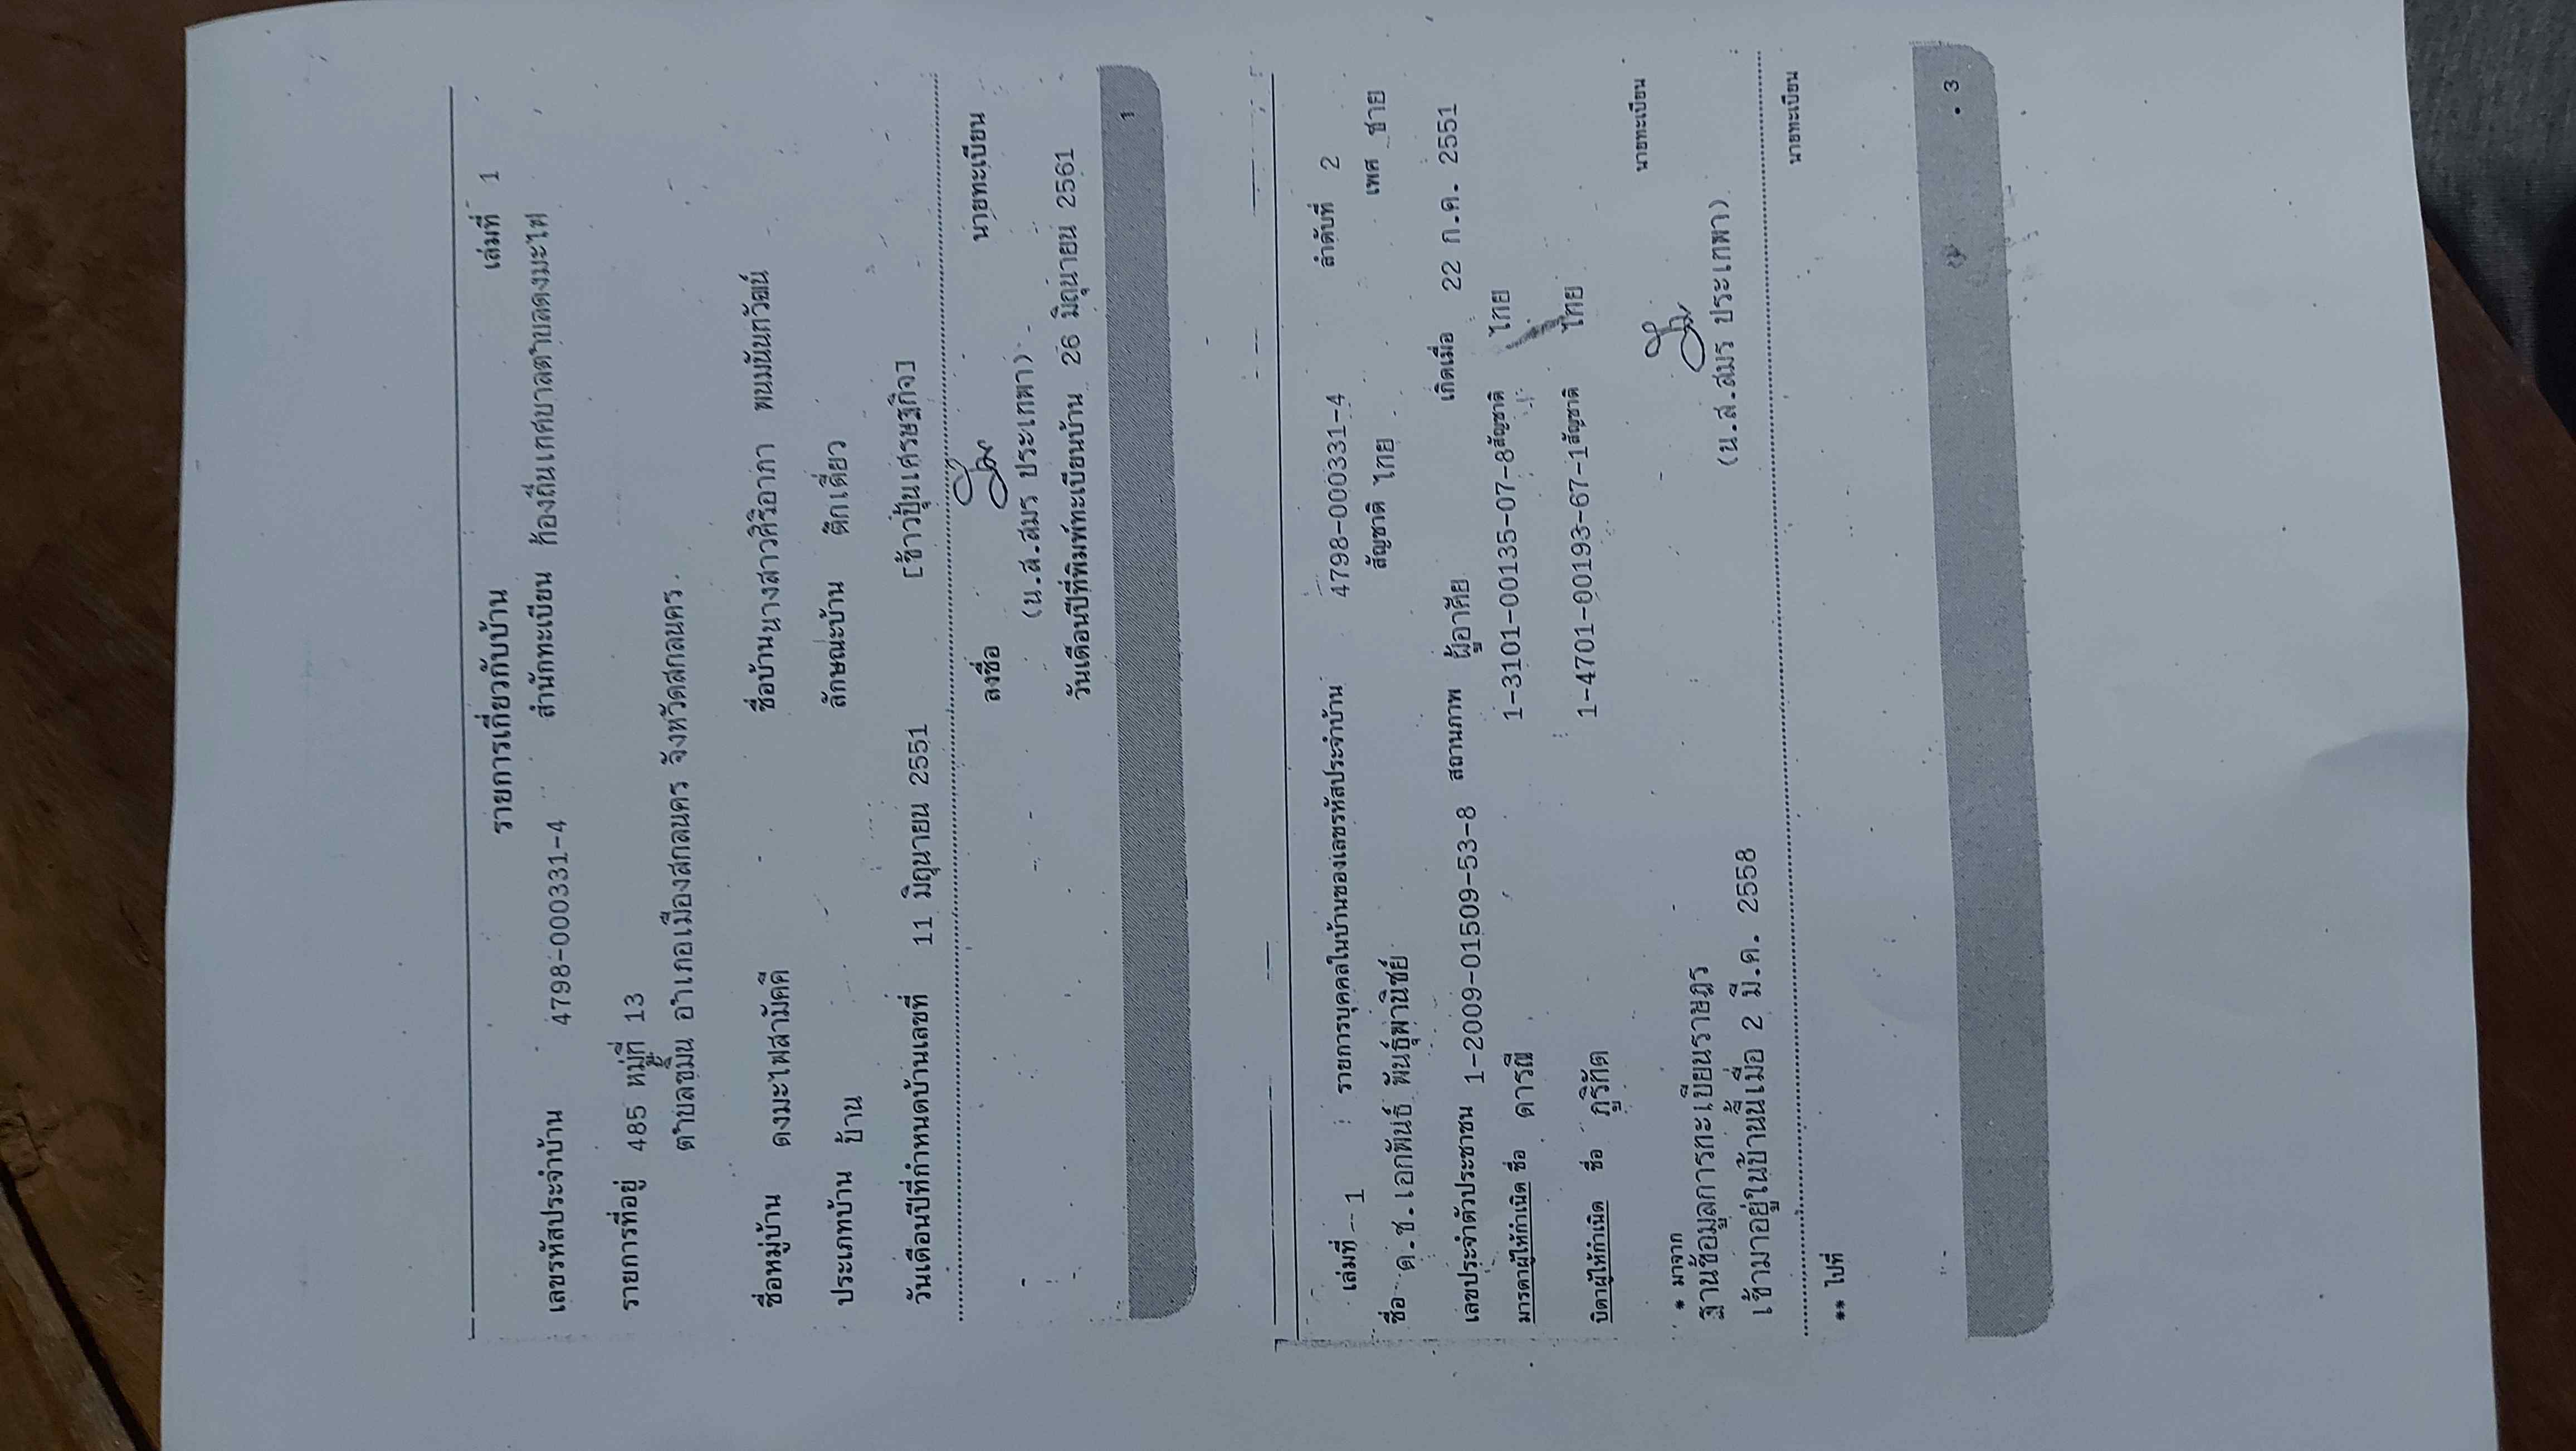 รายการเกี่ยวกับบ้าน เล่มที่ 1
เลขรหัสประจำบ้าน 4798-000331-4 สำนักทะเบียน ท้องถิ่นเทศบาลตำบลดงมะไฟ
รายการที่อยู่ 485 หมู่ที่ 13
ตำบลขมิ้น อำเภอเมืองสกลนคร จังหวัดสกลนคร
ชื่อหมู่บ้าน ดงมะไฟสามัคคี ชื่อบ้าน นางสาวศิริอาภา พนมนันทวัฒน์
ประเภทบ้าน บ้าน ลักษณะบ้าน ตึกเดี่ยว
วันเดือนปีที่กำหนดบ้านเลขที่ 11 มิถุนายน 2551 [ข้าวปุ้นเศรษฐกิจ]
ลงชื่อ นายทะเบียน
(น.ส.สมร ประเทพา)
วันเดือนปีที่พิมพ์ทะเบียนบ้าน 26 มิถุนายน 2561
1
เล่มที่ 1 รายการบุคคลในบ้านของเลขรหัสประจำบ้าน 4798-000331-4 ลำดับที่ 2
ชื่อ ด.ช.เอกพันธ์ พันธุ์พานิชย์ สัญชาติ ไทย เพศ ชาย
เลขประจำตัวประชาชน 1-2009-01509-53-8 สถานภาพ ผู้อาศัย เกิดเมื่อ 22 ก.ค. 2551
มารดาผู้ให้กำเนิด ชื่อ ดารณี 1-3101-00135-07-8 สัญชาติ ไทย
บิดาผู้ให้กำเนิด ชื่อ ภูริทัต 1-4701-00193-67-1 สัญชาติ ไทย
* มาจาก
ฐานข้อมูลการทะเบียนราษฎร นายทะเบียน
เข้ามาอยู่ในบ้านนี้เมื่อ 2 มี.ค. 2558 (น.ส.สมร ประเทพา)
** ไปที่ นายทะเบียน
3